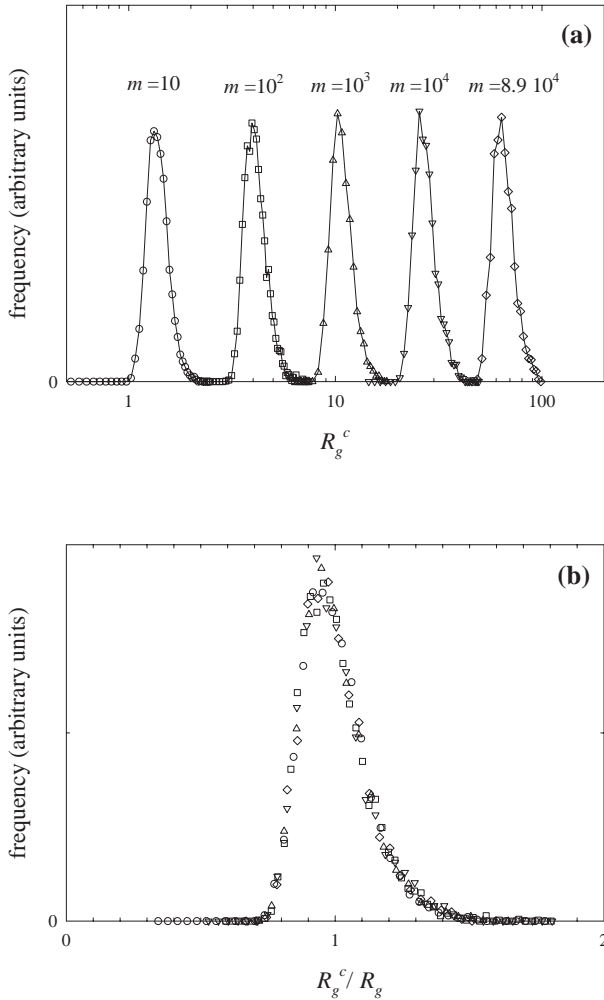 (a)
m = 10 m = 10² m = 10³ m = 10⁴ m = 8.9 10⁴
frequency (arbitrary units)
0
1 10 100
R_g^c
(b)
frequency (arbitrary units)
0
0 1 2
R_g^c / R_g